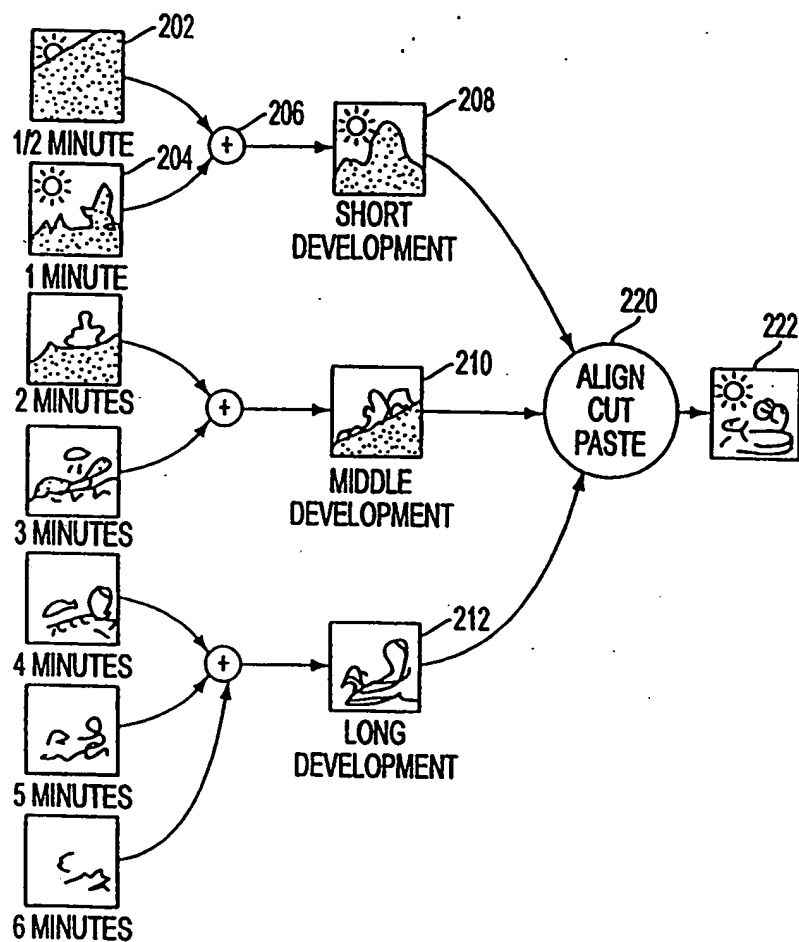 202
1/2 MINUTE
204
1 MINUTE
+
206
208
SHORT
DEVELOPMENT
2 MINUTES
3 MINUTES
+
210
MIDDLE
DEVELOPMENT
4 MINUTES
5 MINUTES
6 MINUTES
+
212
LONG
DEVELOPMENT
220
ALIGN
CUT
PASTE
222